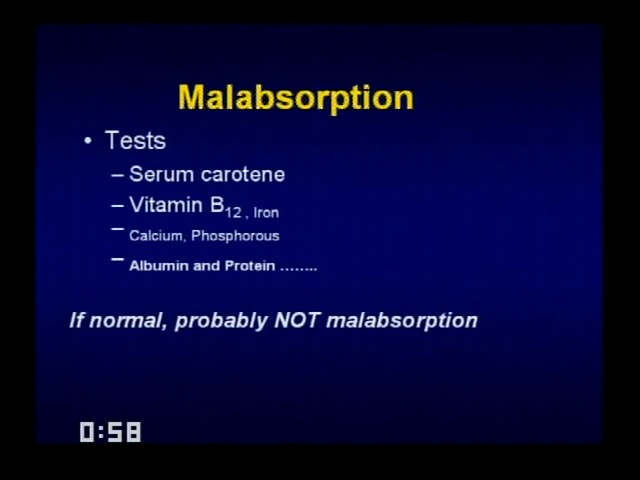 Malabsorption
• Tests
– Serum carotene
– Vitamin B12 , Iron
– Calcium, Phosphorous
– Albumin and Protein ........
If normal, probably NOT malabsorption
0:58